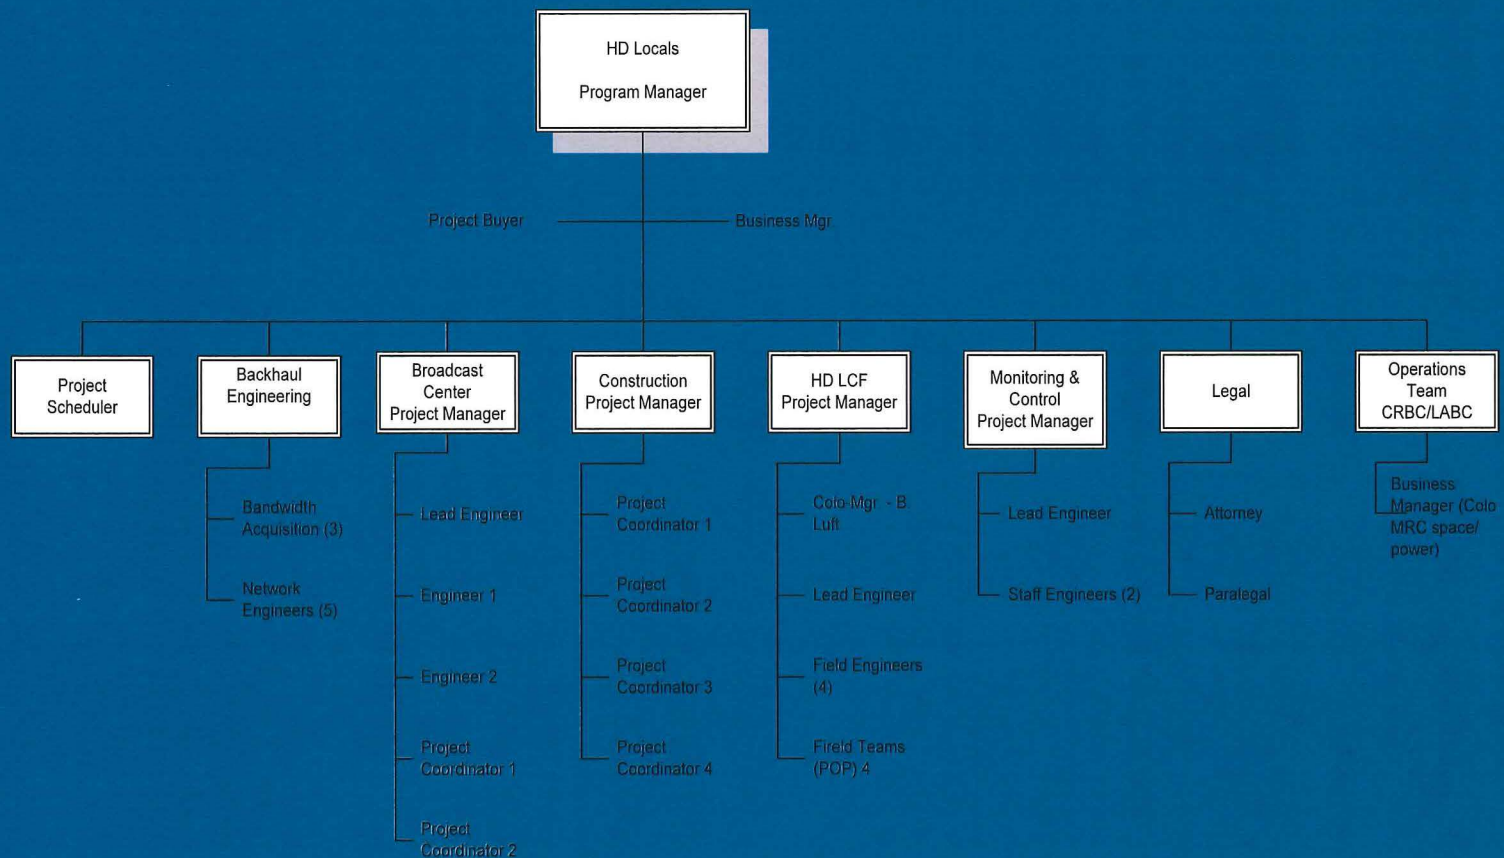 HD Locals
Program Manager
Project Buyer
Business Mgr.
Project
Scheduler
Backhaul
Engineering
Bandwidth
Acquisition (3)
Network
Engineers (5)
Broadcast
Center
Project Manager
Lead Engineer
Engineer 1
Engineer 2
Project
Coordinator 1
Project
Coordinator 2
Construction
Project Manager
Project
Coordinator 1
Project
Coordinator 2
Project
Coordinator 3
Project
Coordinator 4
HD LCF
Project Manager
Colo-Mgr - B.
Luft
Lead Engineer
Field Engineers
(4)
Fireld Teams
(POP) 4
Monitoring &
Control
Project Manager
Lead Engineer
Staff Engineers (2)
Legal
Attorney
Paralegal
Operations
Team
CRBC/LABC
Business
Manager (Colo
MRC space/
power)